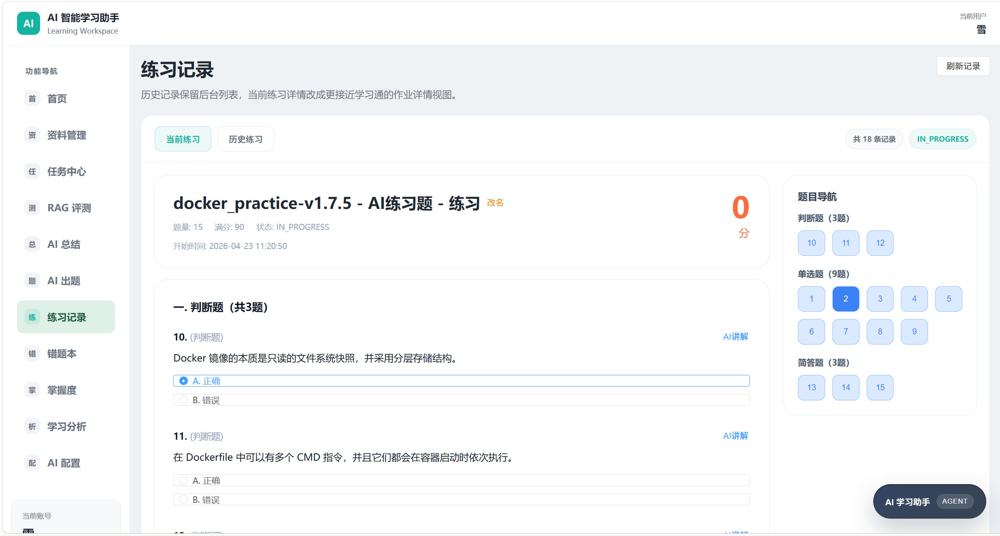 AI
AI 智能学习助手
Learning Workspace
当前用户
雪
功能导航
首 首页
资 资料管理
任 任务中心
测 RAG 评测
总 AI 总结
题 AI 出题
练 练习记录
错 错题本
掌 掌握度
析 学习分析
配 AI 配置
当前账号
练习记录
刷新记录
历史记录保留后台列表，当前练习详情改成更接近学习通的作业详情视图。
当前练习 历史练习
共 18 条记录 IN_PROGRESS
docker_practice-v1.7.5 - AI练习题 - 练习 改名
题量: 15 满分: 90 状态: IN_PROGRESS
开始时间: 2026-04-23 11:20:50
0
分
一. 判断题（共3题）
10. (判断题) AI讲解
Docker 镜像的本质是只读的文件系统快照，并采用分层存储结构。
A. 正确
B. 错误
11. (判断题) AI讲解
在 Dockerfile 中可以有多个 CMD 指令，并且它们都会在容器启动时依次执行。
A. 正确
B. 错误
题目导航
判断题（3题）
10 11 12
单选题（9题）
1 2 3 4 5
6 7 8 9
简答题（3题）
13 14 15
AI 学习助手 AGENT